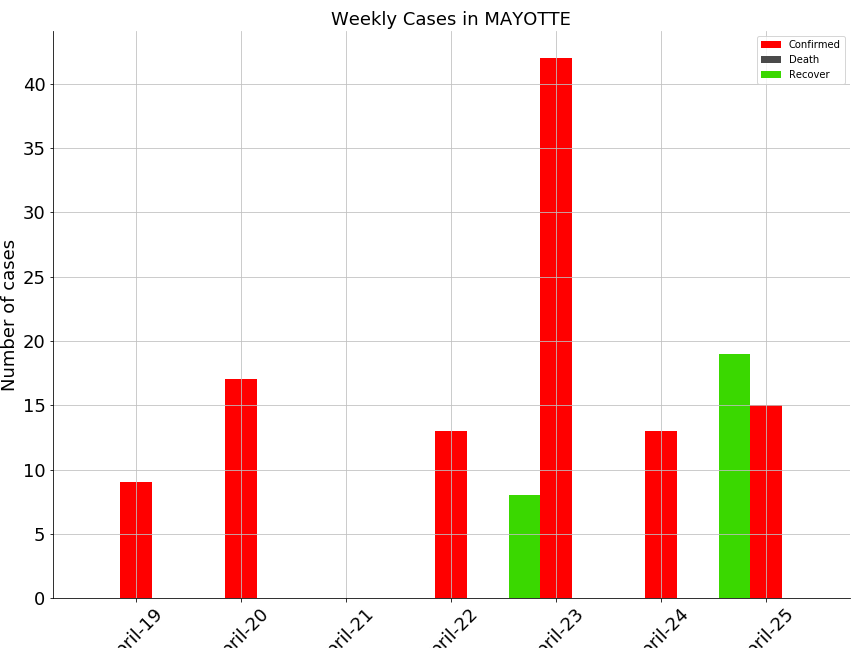 Weekly Cases in MAYOTTE
Confirmed
Death
Recover
Number of cases
40
35
30
25
20
15
10
5
0
pril-19
pril-20
pril-21
pril-22
pril-23
pril-24
pril-25